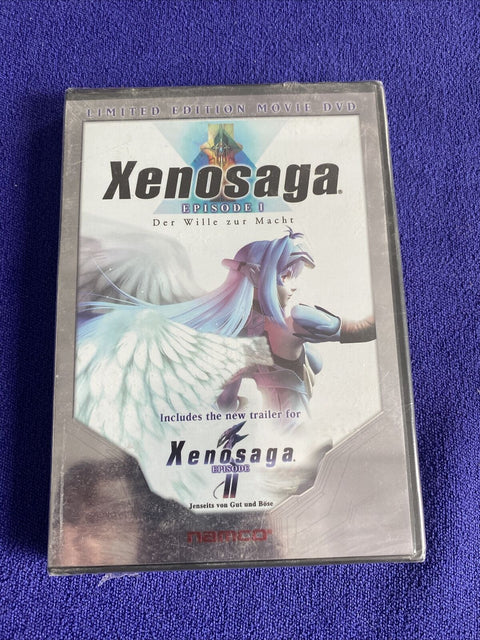 LIMITED EDITION MOVIE DVD
Xenosaga®
EPISODE I
Der Wille zur Macht
Includes the new trailer for
Xenosaga®
EPISODE
II
Jenseits von Gut und Böse
namco®